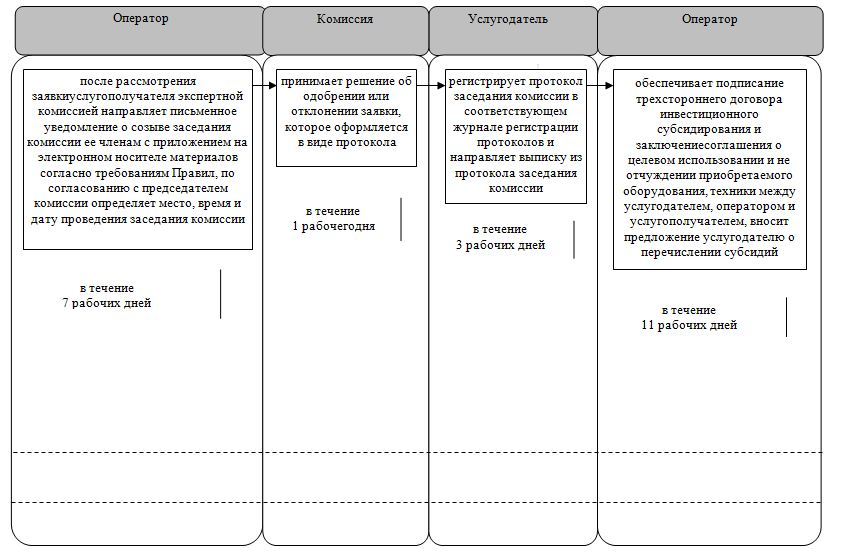 Оператор
Комиссия
Услугодатель
Оператор
после рассмотрения
заявкиуслугополучателя экспертной
комиссией направляет письменное
уведомление о созыве заседания
комиссии ее членам с приложением на
электронном носителе материалов
согласно требованиям Правил, по
согласованию с председателем
комиссии определяет место, время и
дату проведения заседания комиссии
в течение
7 рабочих дней
принимает решение об
одобрении или
отклонении заявки,
которое оформляется
в виде протокола
в течение
1 рабочегодня
регистрирует протокол
заседания комиссии в
соответствующем
журнале регистрации
протоколов и
направляет выписку из
протокола заседания
комиссии
в течение
3 рабочих дней
обеспечивает подписание
трехстороннего договора
инвестиционного
субсидирования и
заключениесоглашения о
целевом использовании и не
отчуждении приобретаемого
оборудования, техники между
услугодателем, оператором и
услугополучателем, вносит
предложение услугодателю о
перечислении субсидий
в течение
11 рабочих дней